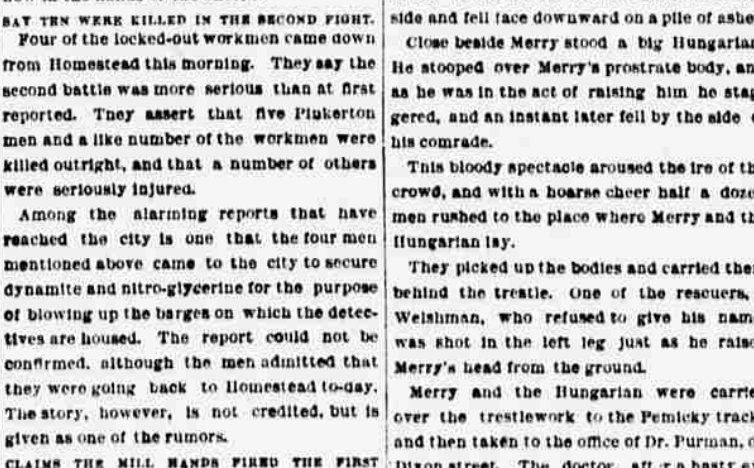 SAY TEN WERE KILLED IN THE SECOND FIGHT.
Four of the locked-out workmen came down
from Homestead this morning. They say the
second battle was more serious than at first
reported. They assert that five Pinkerton
men and a like number of the workmen were
killed outright, and that a number of others
were seriously injured.
Among the alarming reports that have
reached the city is one that the four men
mentioned above came to the city to secure
dynamite and nitro-glycerine for the purpose
of blowing up the barges on which the detec-
tives are housed. The report could not be
confirmed, although the men admitted that
they were going back to Homestead to-day.
The story, however, is not credited, but is
given as one of the rumors.
CLAIMS THE MILL HANDS FIRED THE FIRST
side and fell face downward on a pile of
Close beside Merry stood a big
He stooped over Merry's prostrate body,
as he was in the act of raising him he
gered, and an instant later fell by the side
his comrade.
This bloody spectacle aroused the ire of
crowd, and with a hoarse cheer half a
men rushed to the place where Merry and
Hungarian lay.
They picked up the bodies and carried
behind the trestle. One of the rescuers,
Welshman, who refused to give his
was shot in the left leg just as he
Merry's head from the ground.
Merry and the Hungarian were
over the trestlework to the Pemicky
and then taken to the office of Dr. Purman,
Dixon street. The doctor,